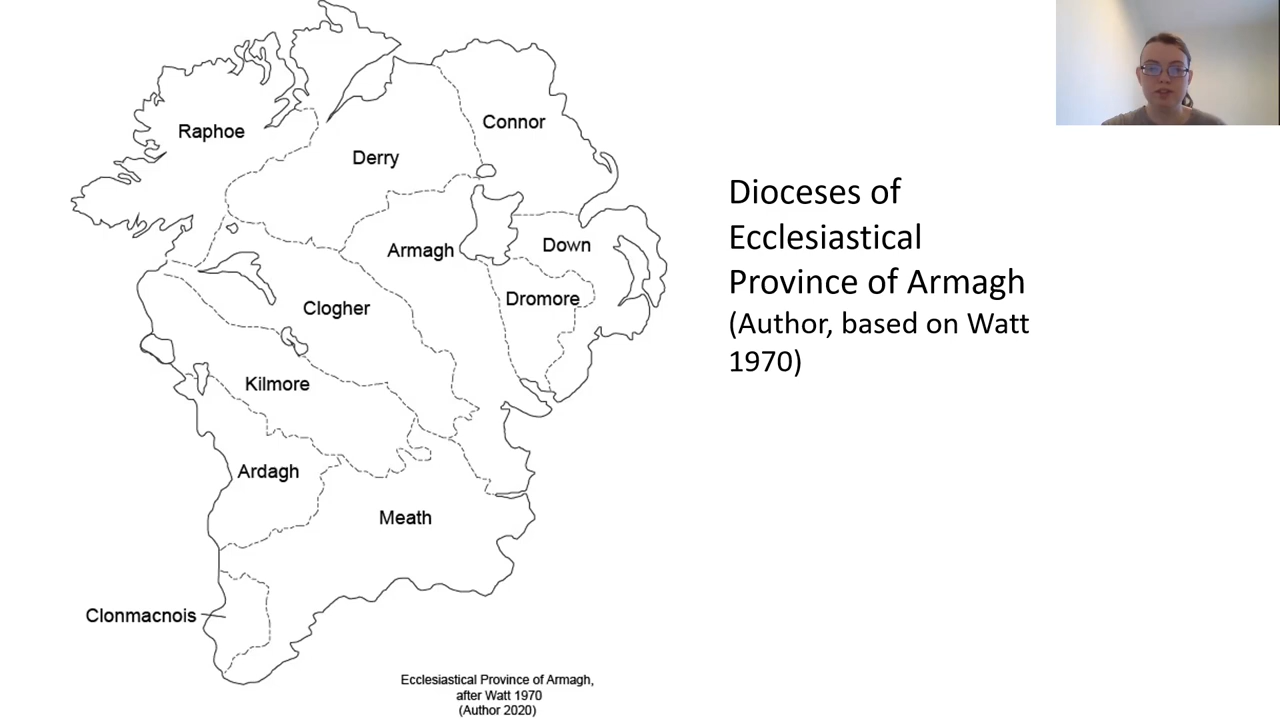 Raphoe
Connor
Derry
Armagh
Down
Dromore
Clogher
Kilmore
Ardagh
Meath
Clonmacnois
Ecclesiastical Province of Armagh,
after Watt 1970
(Author 2020)
Dioceses of
Ecclesiastical
Province of Armagh
(Author, based on Watt
1970)